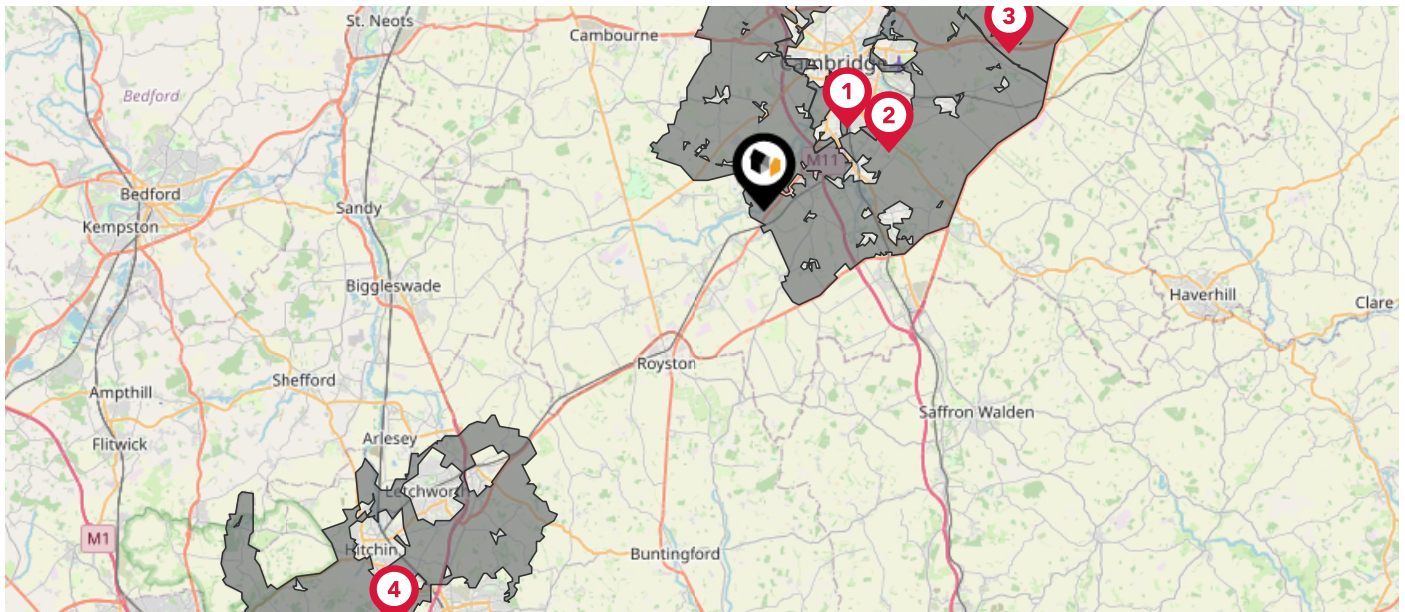 St. Neots
3
Cambourne
Cambridge
Bedford
1
2
M11
Bedford
Sandy
Kempston
Biggleswade
Haverhill
Clare
Royston
Shefford
Ampthill
Saffron Walden
Arlesey
Flitwick
Letchworth
M1
Hitchin
Buntingford
4